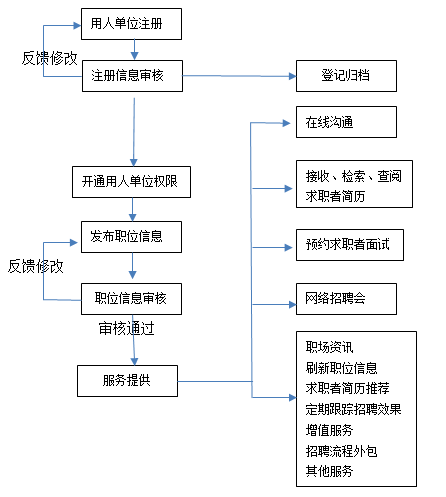 用人单位注册
反馈修改
注册信息审核
登记归档
在线沟通
开通用人单位权限
接收、检索、查阅
求职者简历
发布职位信息
预约求职者面试
反馈修改
职位信息审核
网络招聘会
审核通过
服务提供
职场资讯
刷新职位信息
求职者简历推荐
定期跟踪招聘效果
增值服务
招聘流程外包
其他服务